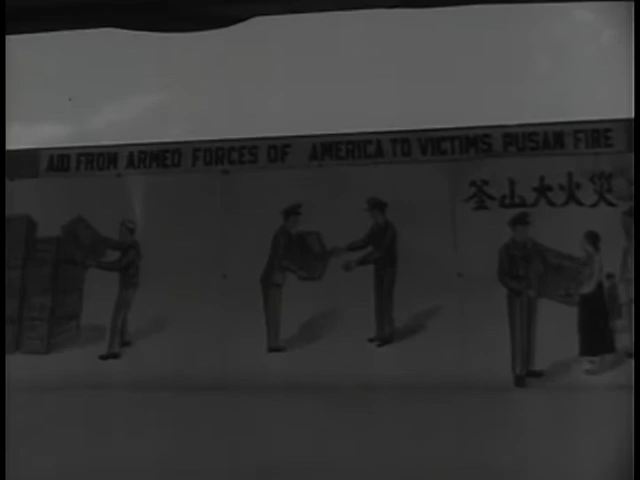 AID FROM ARMED FORCES OF AMERICA TO VICTIMS PUSAN FIRE
釜山大火災